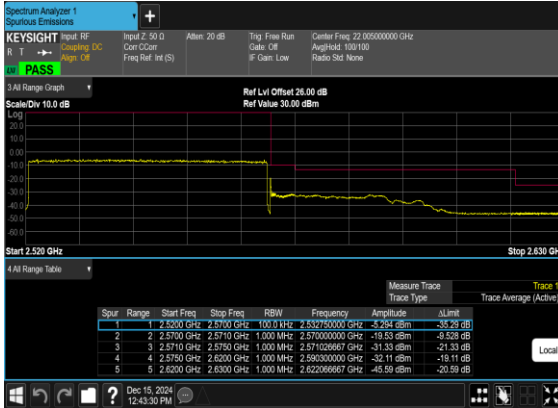 Spectrum Analyzer 1
Spurious Emissions
+
KEYSIGHT Input: RF Input Z: 50 Ω Atten: 20 dB Trig: Free Run Center Freq: 22.005000000 GHz
R T Coupling: DC Corr CCorr Gate: Off Avg|Hold: 100/100
Align: Off Freq Ref: Int (S) IF Gain: Low Radio Std: None
PASS
3 All Range Graph
Ref Lvl Offset 26.00 dB
Scale/Div 10.0 dB Ref Value 30.00 dBm
Log
20.0
10.0
0.00
-10.0
-20.0
-30.0
-40.0
-50.0
-60.0
Start 2.520 GHz Stop 2.630 GH
4 All Range Table
Measure Trace Trace 1
Trace Type Trace Average (Active)
Spur Range Start Freq Stop Freq RBW Frequency Amplitude ΔLimit
1 1 2.5200 GHz 2.5700 GHz 100.0 kHz 2.532750000 GHz -5.294 dBm -35.29 dB
2 2 2.5700 GHz 2.5710 GHz 1.000 MHz 2.570000000 GHz -19.53 dBm -9.528 dB
3 3 2.5710 GHz 2.5750 GHz 1.000 MHz 2.571026667 GHz -31.33 dBm -21.33 dB
4 4 2.5750 GHz 2.6200 GHz 1.000 MHz 2.590300000 GHz -32.11 dBm -19.11 dB
5 5 2.6200 GHz 2.6300 GHz 1.000 MHz 2.622066667 GHz -45.59 dBm -20.59 dB
Local
? Dec 15, 2024
12:43:30 PM